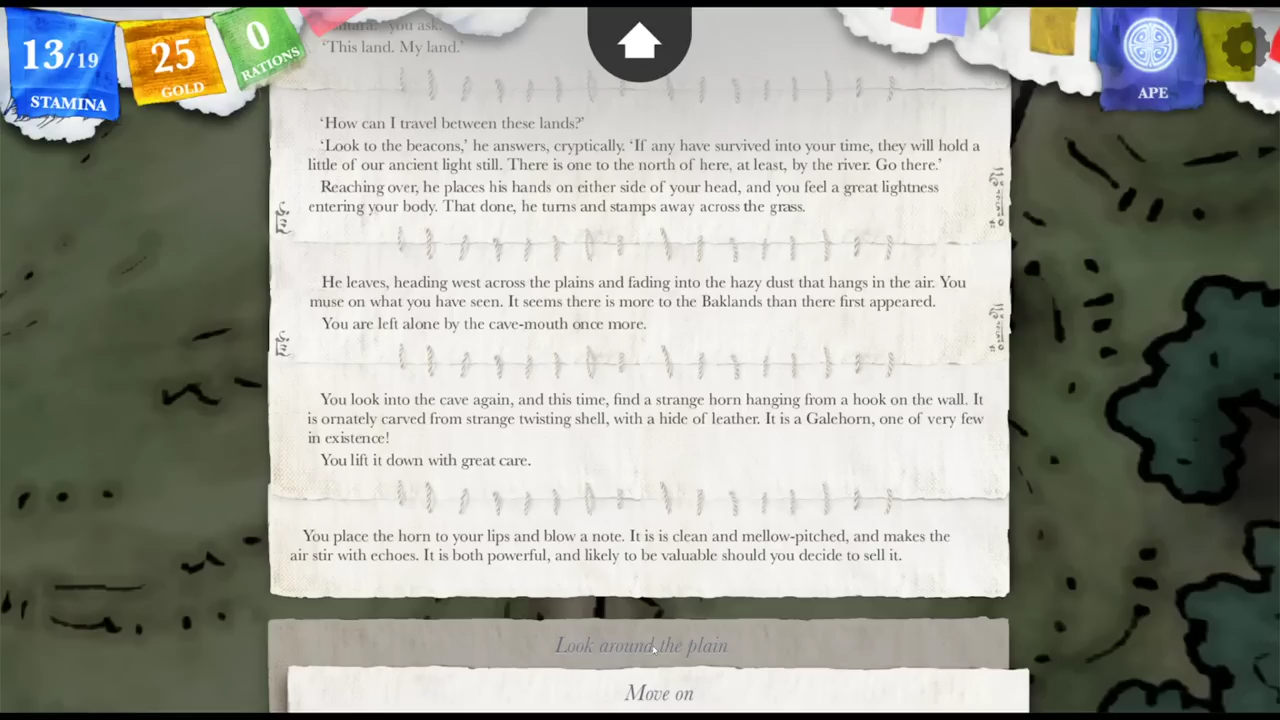 you ask.
'This land. My land.'
13/19
STAMINA
25
GOLD
0
RATIONS
APE
'How can I travel between these lands?'
'Look to the beacons,' he answers, cryptically. 'If any have survived into your time, they will hold a
little of our ancient light still. There is one to the north of here, at least, by the river. Go there.'
Reaching over, he places his hands on either side of your head, and you feel a great lightness
entering your body. That done, he turns and stamps away across the grass.
He leaves, heading west across the plains and fading into the hazy dust that hangs in the air. You
muse on what you have seen. It seems there is more to the Baklands than there first appeared.
You are left alone by the cave-mouth once more.
You look into the cave again, and this time, find a strange horn hanging from a hook on the wall. It
is ornately carved from strange twisting shell, with a hide of leather. It is a Galehorn, one of very few
in existence!
You lift it down with great care.
You place the horn to your lips and blow a note. It is is clean and mellow-pitched, and makes the
air stir with echoes. It is both powerful, and likely to be valuable should you decide to sell it.
Look around the plain
Move on